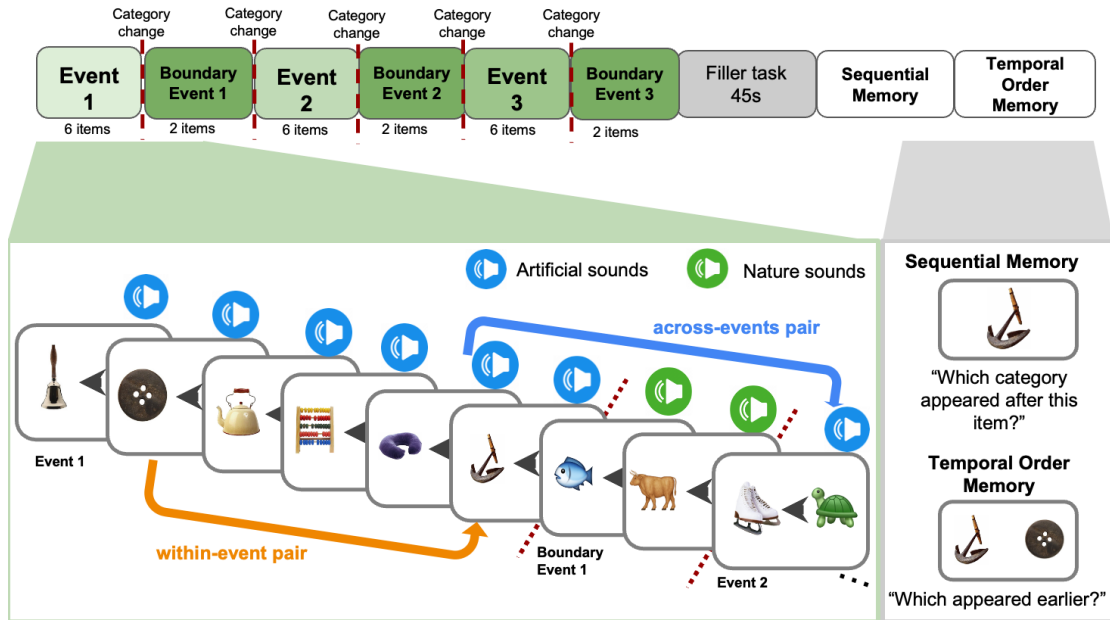 Category change
Category change
Category change
Category change
Category change
Event 1
Boundary Event 1
Event 2
Boundary Event 2
Event 3
Boundary Event 3
Filler task 45s
Sequential Memory
Temporal Order Memory
6 items
2 items
6 items
2 items
6 items
2 items
Artificial sounds
Nature sounds
across-events pair
Event 1
within-event pair
Boundary Event 1
Event 2
Sequential Memory
“Which category
appeared after this
item?”
Temporal Order
Memory
“Which appeared earlier?”